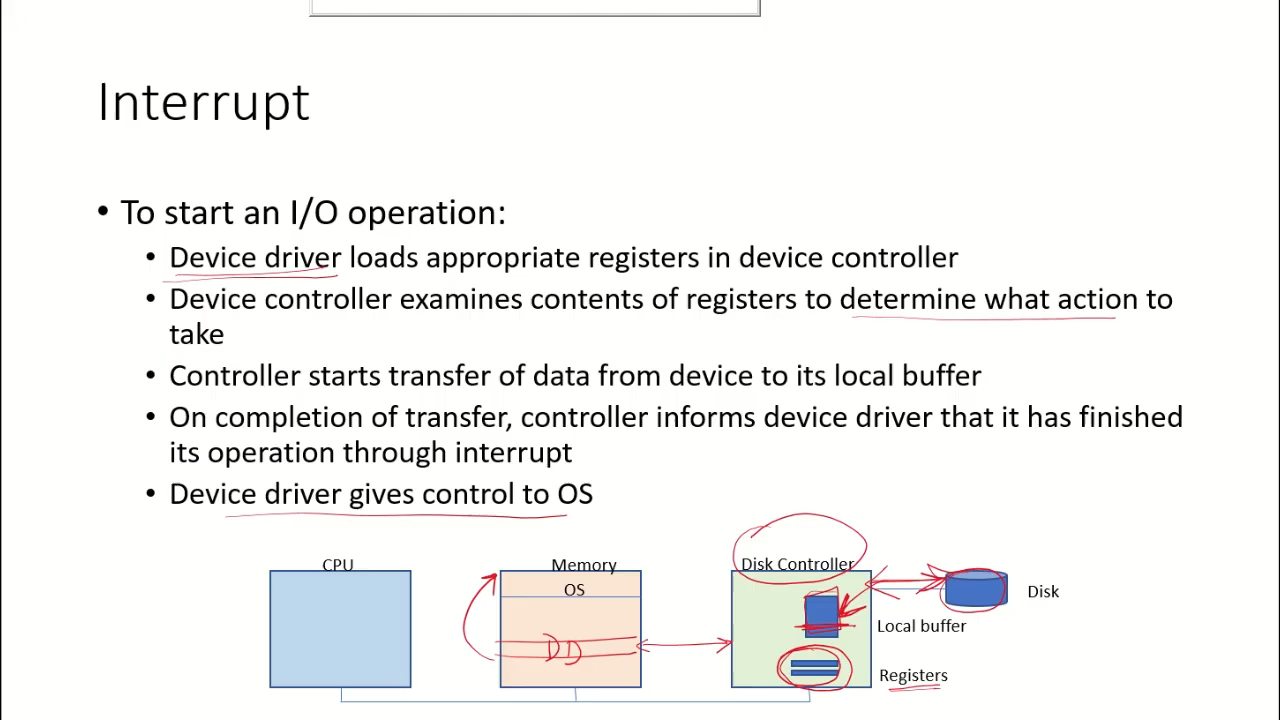 Interrupt
• To start an I/O operation:
• Device driver loads appropriate registers in device controller
• Device controller examines contents of registers to determine what action to
take
• Controller starts transfer of data from device to its local buffer
• On completion of transfer, controller informs device driver that it has finished
its operation through interrupt
• Device driver gives control to OS
CPU
Memory
Disk Controller
OS
Disk
Local buffer
DD
Registers